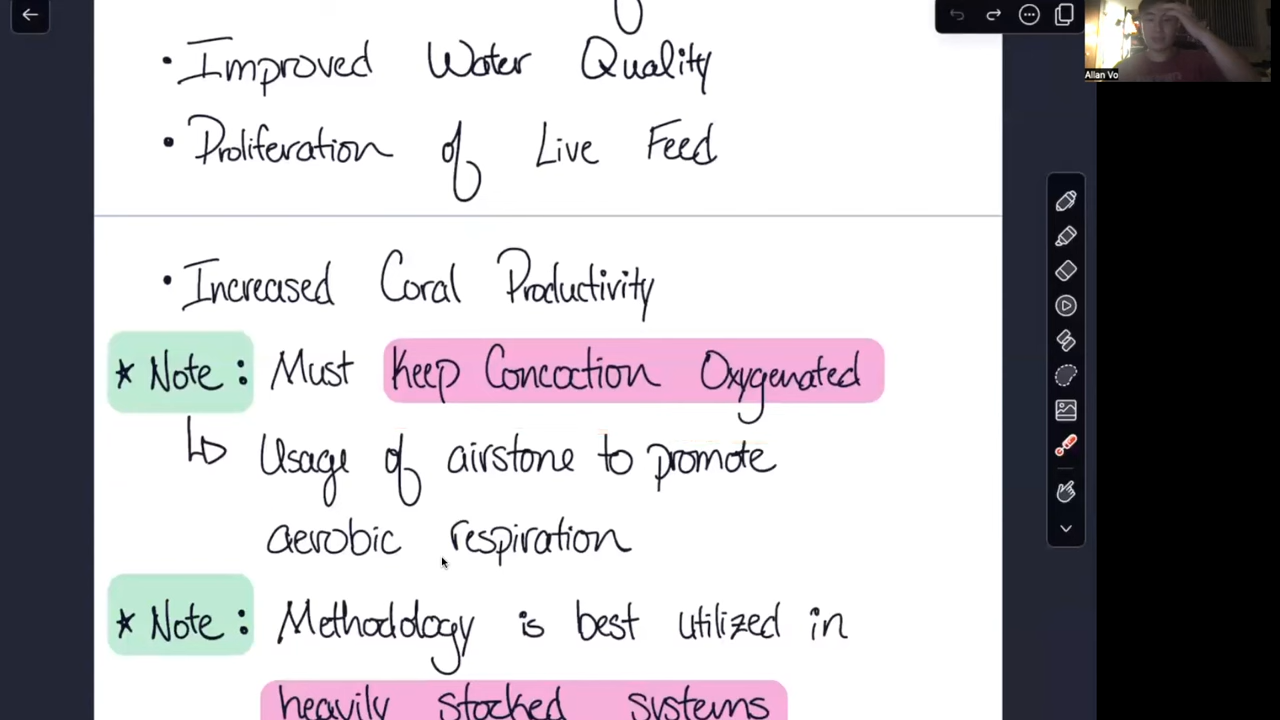 • Improved Water Quality
• Proliferation of Live Feed
• Increased Coral Productivity
* Note: Must Keep Concoction Oxygenated
↳ Usage of airstone to promote
aerobic respiration
* Note: Methodology is best utilized in
heavily stocked systems
Allan Vo